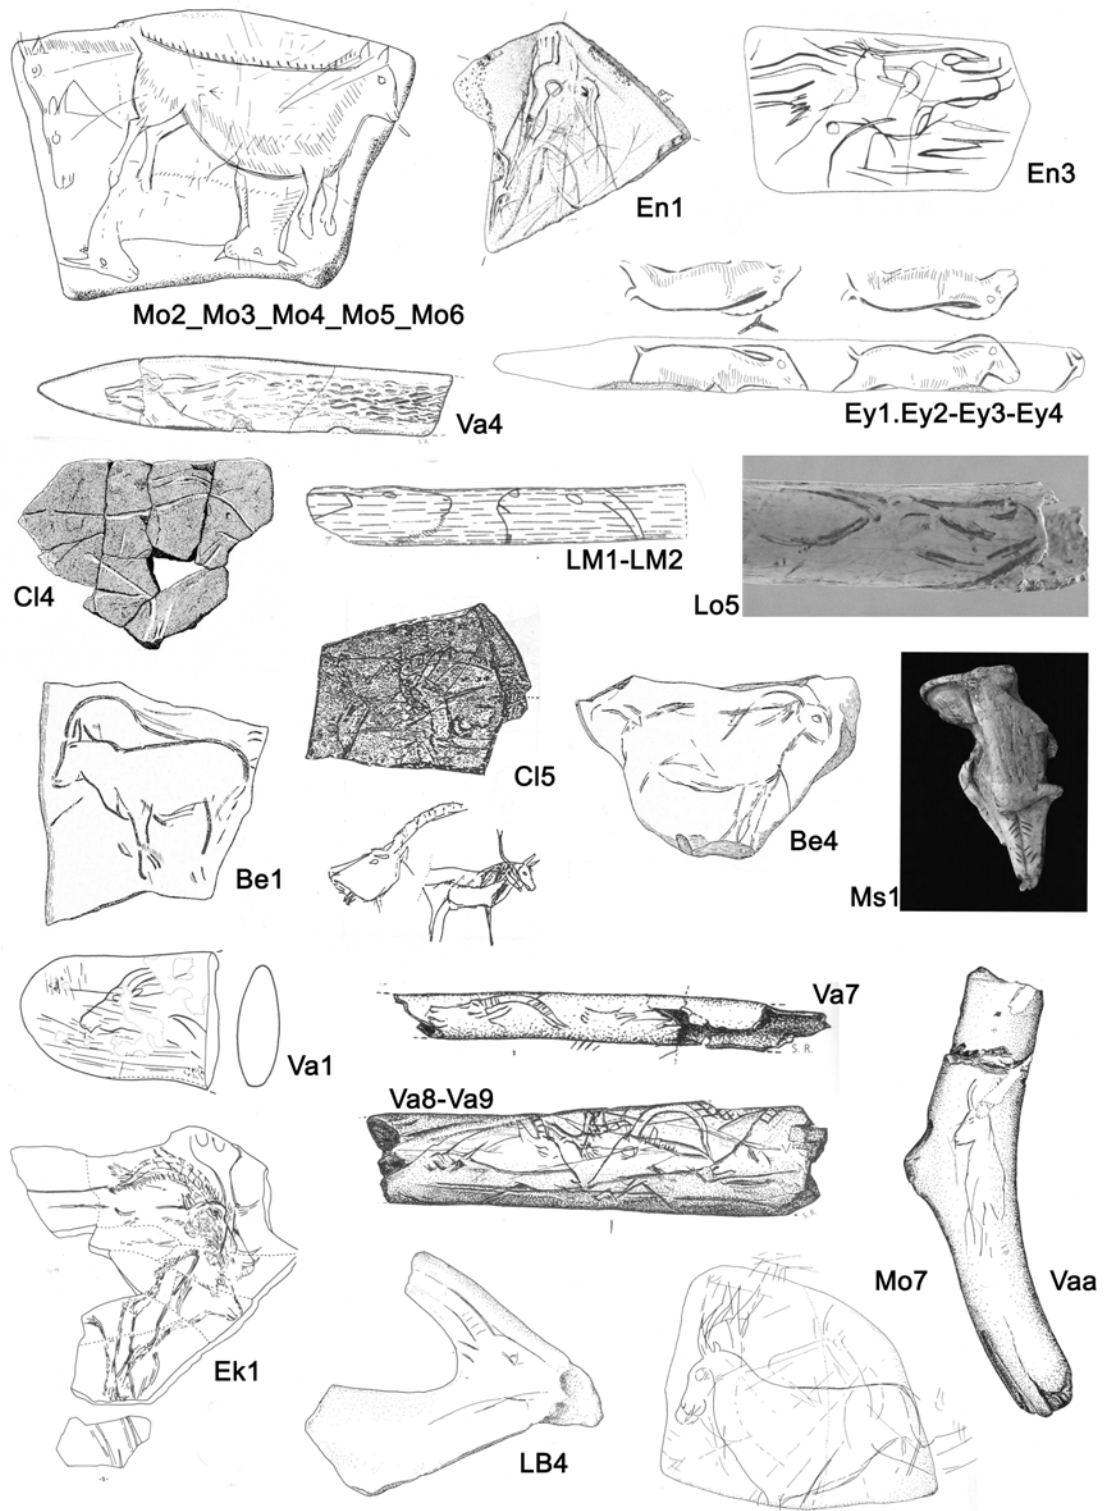 En1
En3
Mo2_Mo3_Mo4_Mo5_Mo6
Va4
Ey1.Ey2-Ey3-Ey4
Cl4
LM1-LM2
Lo5
Be1
Cl5
Be4
Ms1
Va1
Va7
S. R.
Va8-Va9
S.R.
Mo7
Vaa
Ek1
LB4